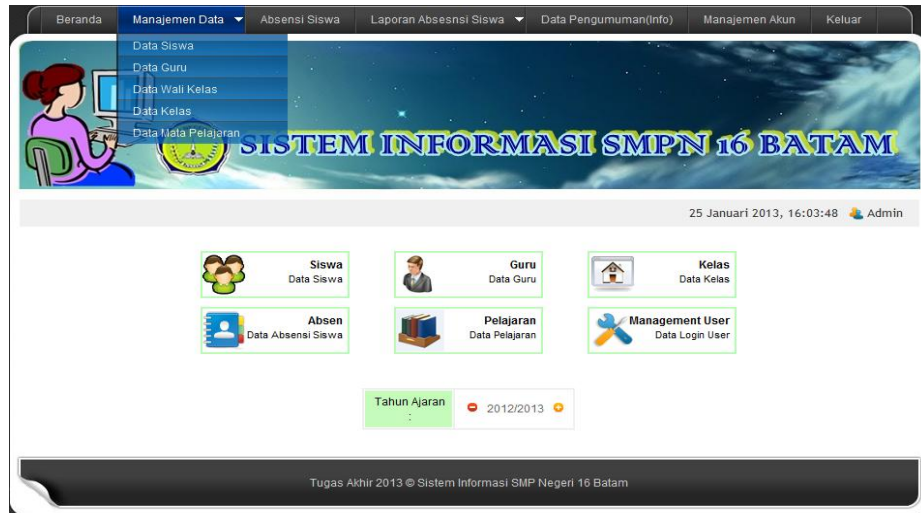 Beranda Manajemen Data Absensi Siswa Laporan Absesnsi Siswa Data Pengumuman(Info) Manajemen Akun Keluar
Data Siswa
Data Guru
Data Wali Kelas
Data Kelas
Data Mata Pelajaran
SISTEM INFORMASI SMPN 16 BATAM
25 Januari 2013, 16:03:48 Admin
Siswa
Data Siswa
Guru
Data Guru
Kelas
Data Kelas
Absen
Data Absensi Siswa
Pelajaran
Data Pelajaran
Management User
Data Login User
Tahun Ajaran
:
2012/2013
Tugas Akhir 2013 © Sistem Informasi SMP Negeri 16 Batam